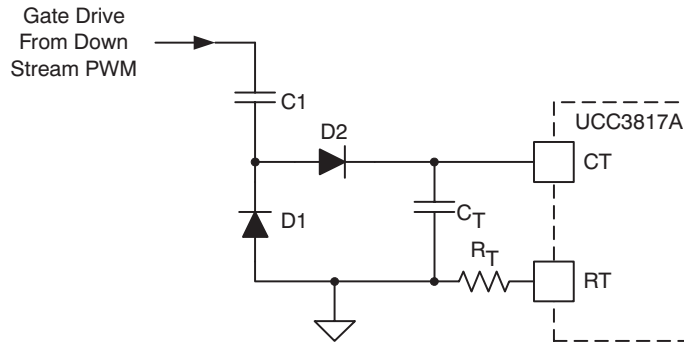 Gate Drive
From Down
Stream PWM
C1
D2
UCC3817A
CT
D1
CT
RT
RT